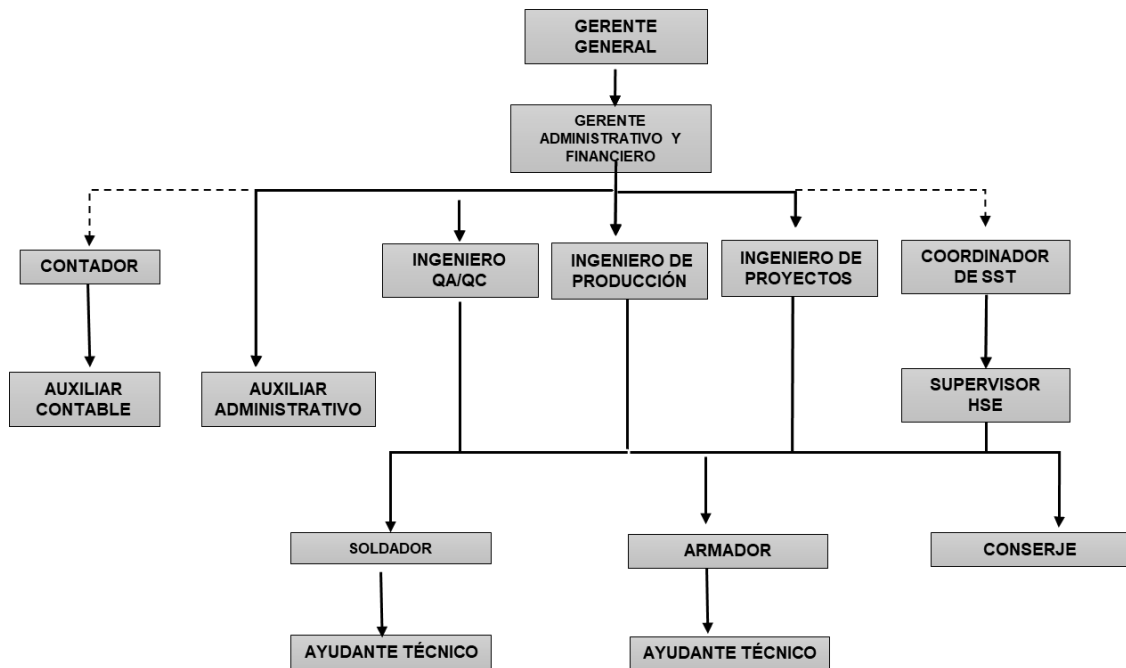 GERENTE
GENERAL
GERENTE
ADMINISTRATIVO Y
FINANCIERO
CONTADOR
INGENIERO
QA/QC
INGENIERO DE
PRODUCCIÓN
INGENIERO DE
PROYECTOS
COORDINADOR
DE SST
AUXILIAR
CONTABLE
AUXILIAR
ADMINISTRATIVO
SUPERVISOR
HSE
SOLDADOR
ARMADOR
CONSERJE
AYUDANTE TÉCNICO
AYUDANTE TÉCNICO